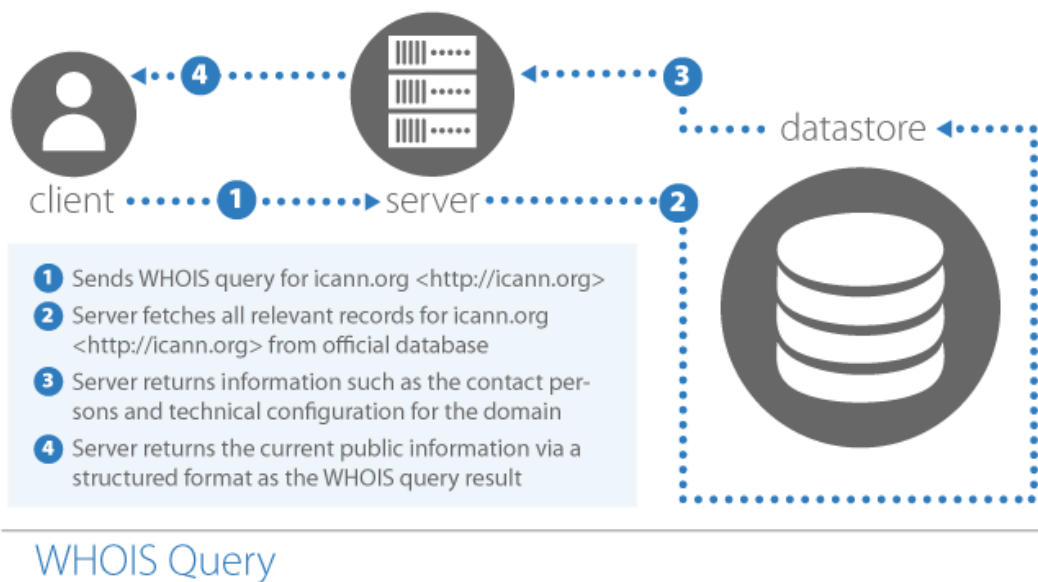 4
3
datastore
client
1
server
2
1 Sends WHOIS query for icann.org <http://icann.org>
2 Server fetches all relevant records for icann.org
<http://icann.org> from official database
3 Server returns information such as the contact per-
sons and technical configuration for the domain
4 Server returns the current public information via a
structured format as the WHOIS query result
WHOIS Query